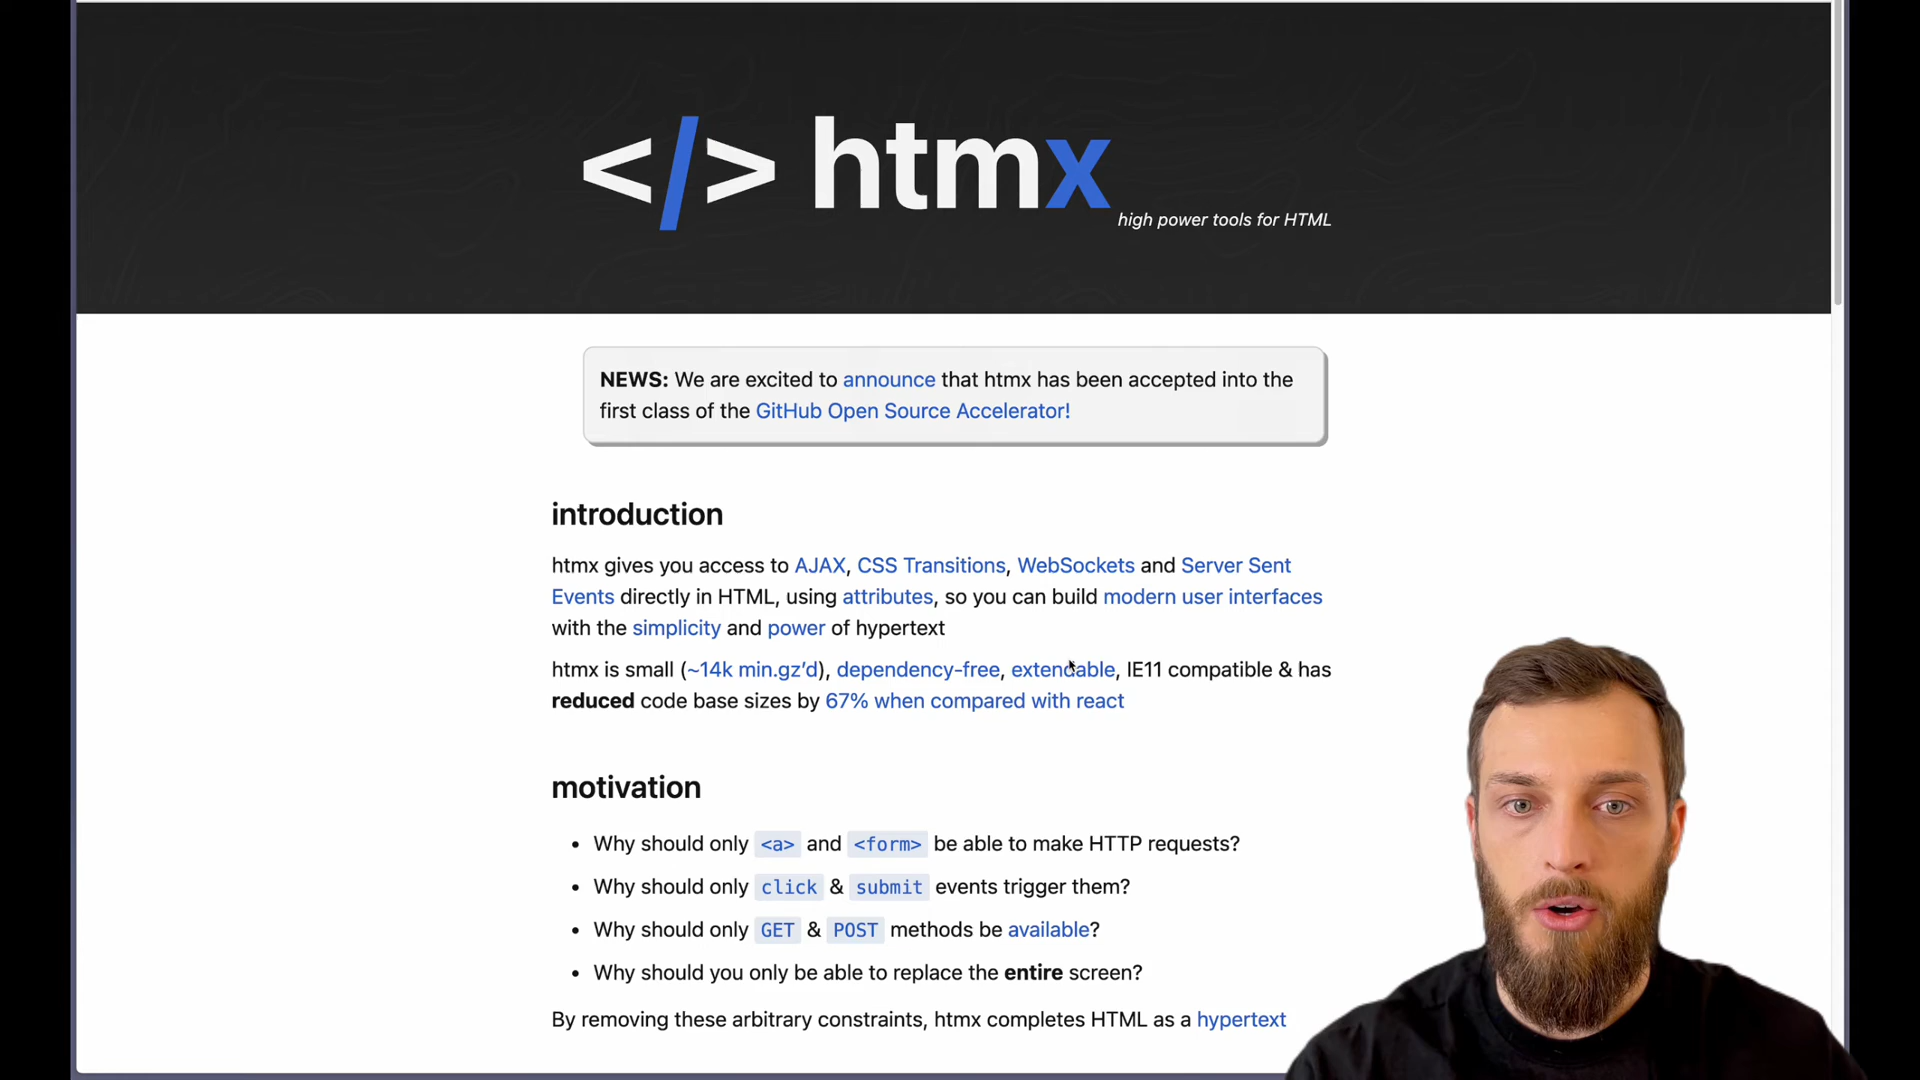 </> htmx
high power tools for HTML
NEWS: We are excited to announce that htmx has been accepted into the
first class of the GitHub Open Source Accelerator!
introduction
htmx gives you access to AJAX, CSS Transitions, WebSockets and Server Sent
Events directly in HTML, using attributes, so you can build modern user interfaces
with the simplicity and power of hypertext
htmx is small (~14k min.gz’d), dependency-free, extendable, IE11 compatible & has
reduced code base sizes by 67% when compared with react
motivation
• Why should only <a> and <form> be able to make HTTP requests?
• Why should only click & submit events trigger them?
• Why should only GET & POST methods be available?
• Why should you only be able to replace the entire screen?
By removing these arbitrary constraints, htmx completes HTML as a hypertext